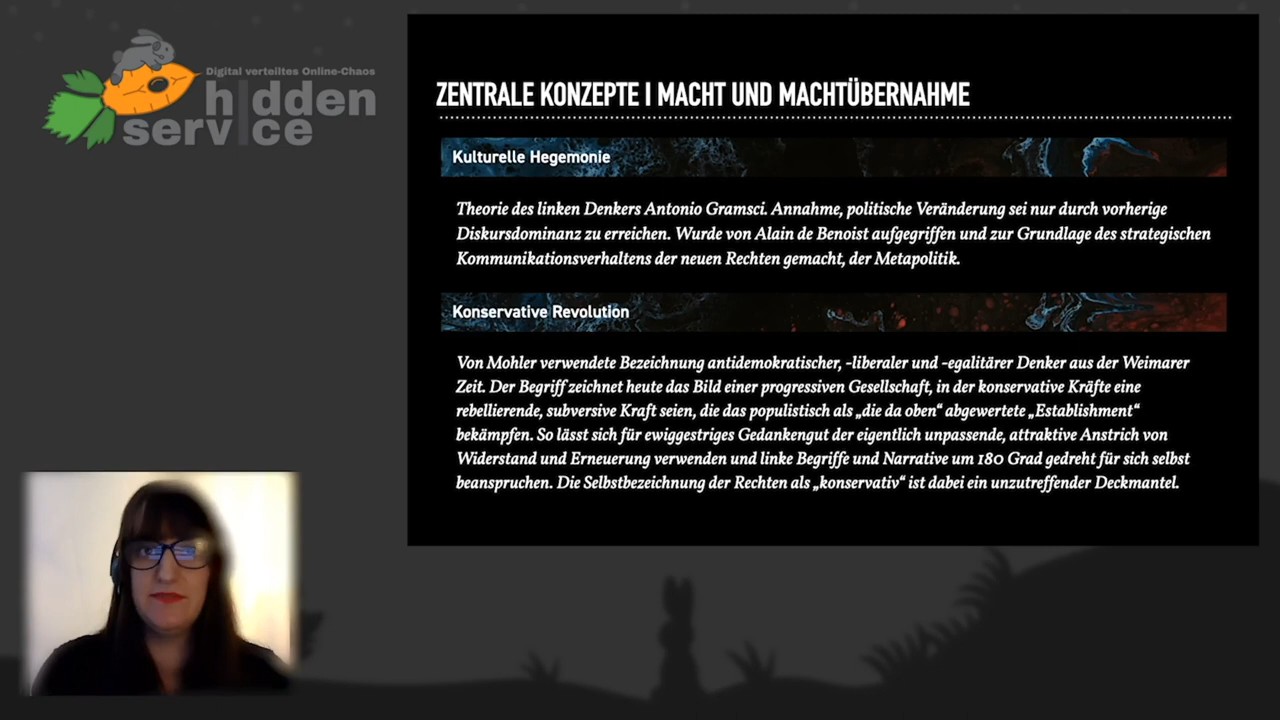 Digital verteiltes Online-Chaos
hidden
service
ZENTRALE KONZEPTE I MACHT UND MACHTÜBERNAHME
Kulturelle Hegemonie
Theorie des linken Denkers Antonio Gramsci. Annahme, politische Veränderung sei nur durch vorherige
Diskursdominanz zu erreichen. Wurde von Alain de Benoist aufgegriffen und zur Grundlage des strategischen
Kommunikationsverhaltens der neuen Rechten gemacht, der Metapolitik.
Konservative Revolution
Von Mohler verwendete Bezeichnung antidemokratischer, -liberaler und -egalitärer Denker aus der Weimarer
Zeit. Der Begriff zeichnet heute das Bild einer progressiven Gesellschaft, in der konservative Kräfte eine
rebellierende, subversive Kraft seien, die das populistisch als „die da oben“ abgewertete „Establishment“
bekämpfen. So lässt sich für ewiggestriges Gedankengut der eigentlich unpassende, attraktive Anstrich von
Widerstand und Erneuerung verwenden und linke Begriffe und Narrative um 180 Grad gedreht für sich selbst
beanspruchen. Die Selbstbezeichnung der Rechten als „konservativ“ ist dabei ein unzutreffender Deckmantel.